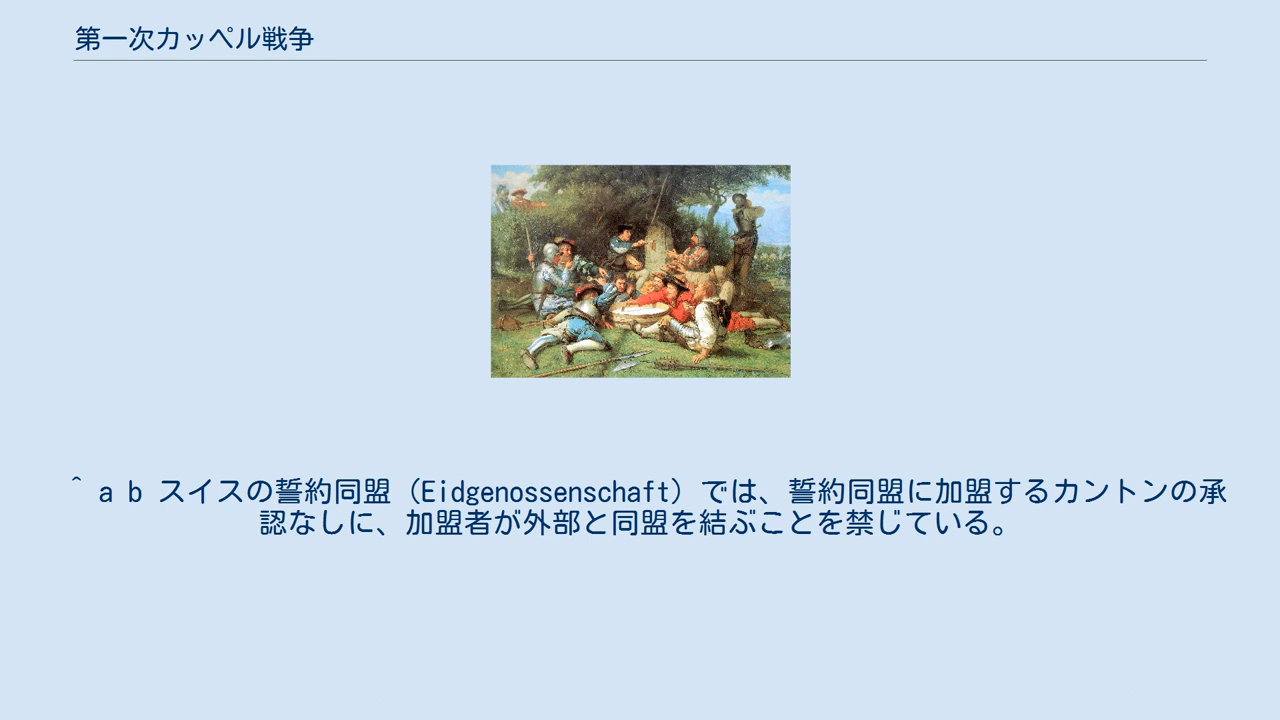 第一次カッペル戦争
^ a b スイスの誓約同盟（Eidgenossenschaft）では、誓約同盟に加盟するカントンの承
認なしに、加盟者が外部と同盟を結ぶことを禁じている。